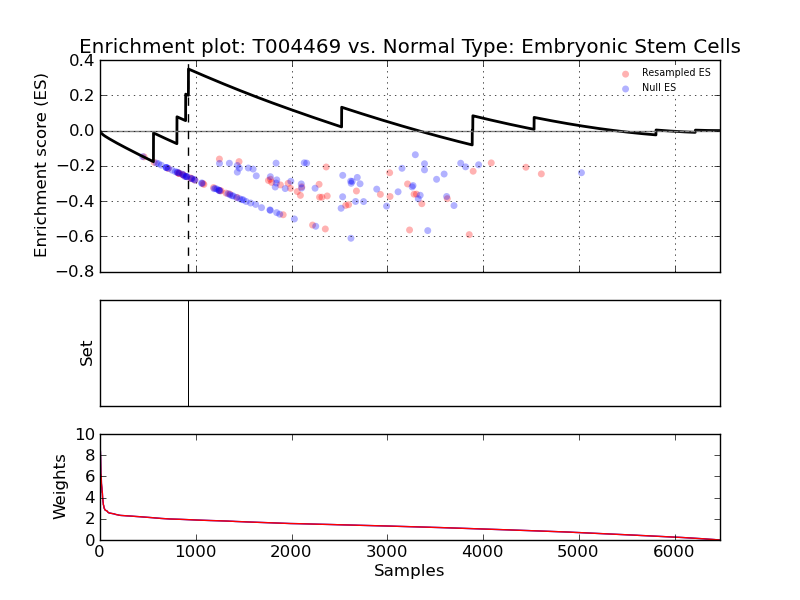 Enrichment plot: T004469 vs. Normal Type: Embryonic Stem Cells
Enrichment score (ES)
0.4
0.2
0.0
−0.2
−0.4
−0.6
−0.8
Resampled ES
Null ES
Set
Weights
10
8
6
4
2
0
0
1000
2000
3000
4000
5000
6000
Samples